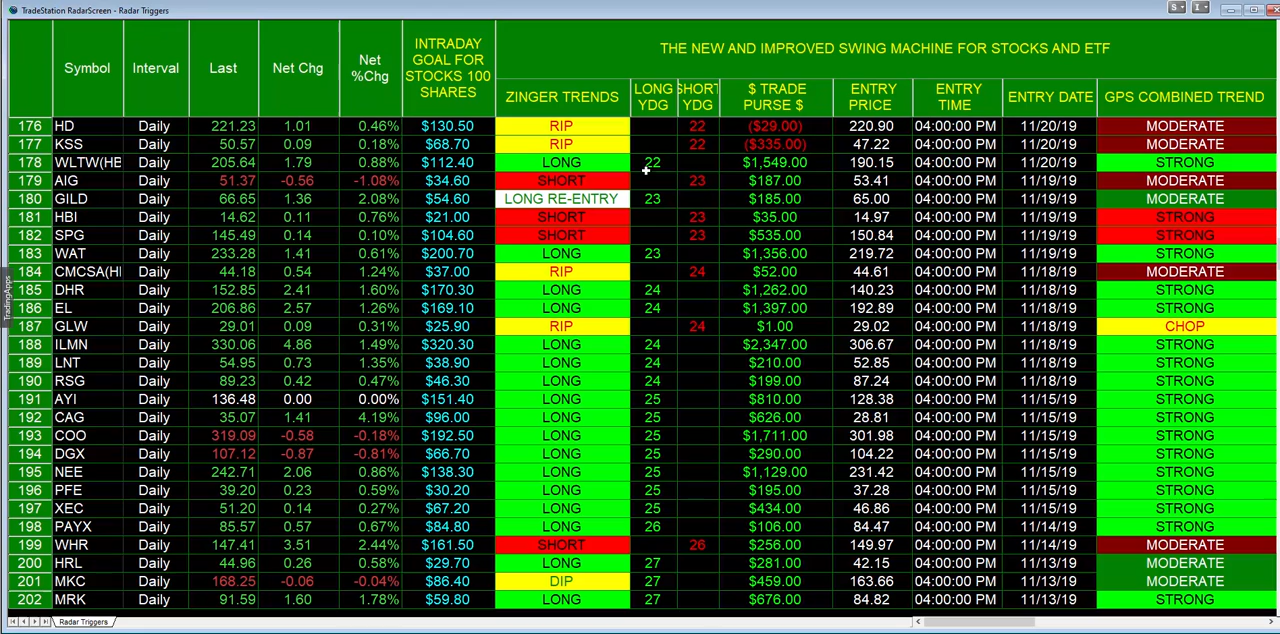 TradeStation RadarScreen - Radar Triggers
S
I
Symbol Interval Last Net Chg Net %Chg INTRADAY GOAL FOR STOCKS 100 SHARES THE NEW AND IMPROVED SWING MACHINE FOR STOCKS AND ETF
ZINGER TRENDS LONG YDG SHORT YDG $ TRADE PURSE $ ENTRY PRICE ENTRY TIME ENTRY DATE GPS COMBINED TREND
176 HD Daily 221.23 1.01 0.46% $130.50 RIP 22 ($29.00) 220.90 04:00:00 PM 11/20/19 MODERATE
177 KSS Daily 50.57 0.09 0.18% $68.70 RIP 22 ($335.00) 47.22 04:00:00 PM 11/20/19 MODERATE
178 WLTW(HB Daily 205.64 1.79 0.88% $112.40 LONG 22 $1,549.00 190.15 04:00:00 PM 11/20/19 STRONG
179 AIG Daily 51.37 -0.56 -1.08% $34.60 SHORT 23 $187.00 53.41 04:00:00 PM 11/19/19 MODERATE
180 GILD Daily 66.65 1.36 2.08% $54.60 LONG RE-ENTRY 23 $185.00 65.00 04:00:00 PM 11/19/19 MODERATE
181 HBI Daily 14.62 0.11 0.76% $21.00 SHORT 23 $35.00 14.97 04:00:00 PM 11/19/19 STRONG
182 SPG Daily 145.49 0.14 0.10% $104.60 SHORT 23 $535.00 150.84 04:00:00 PM 11/19/19 STRONG
183 WAT Daily 233.28 1.41 0.61% $200.70 LONG 23 $1,356.00 219.72 04:00:00 PM 11/19/19 STRONG
184 CMCSA(HI Daily 44.18 0.54 1.24% $37.00 RIP 24 $52.00 44.61 04:00:00 PM 11/18/19 MODERATE
185 DHR Daily 152.85 2.41 1.60% $170.30 LONG 24 $1,262.00 140.23 04:00:00 PM 11/18/19 STRONG
186 EL Daily 206.86 2.57 1.26% $169.10 LONG 24 $1,397.00 192.89 04:00:00 PM 11/18/19 STRONG
187 GLW Daily 29.01 0.09 0.31% $25.90 RIP 24 $1.00 29.02 04:00:00 PM 11/18/19 CHOP
188 ILMN Daily 330.06 4.86 1.49% $320.30 LONG 24 $2,347.00 306.67 04:00:00 PM 11/18/19 STRONG
189 LNT Daily 54.95 0.73 1.35% $38.90 LONG 24 $210.00 52.85 04:00:00 PM 11/18/19 STRONG
190 RSG Daily 89.23 0.42 0.47% $46.30 LONG 24 $199.00 87.24 04:00:00 PM 11/18/19 STRONG
191 AYI Daily 136.48 0.00 0.00% $151.40 LONG 25 $810.00 128.38 04:00:00 PM 11/15/19 STRONG
192 CAG Daily 35.07 1.41 4.19% $96.00 LONG 25 $626.00 28.81 04:00:00 PM 11/15/19 STRONG
193 COO Daily 319.09 -0.58 -0.18% $192.50 LONG 25 $1,711.00 301.98 04:00:00 PM 11/15/19 STRONG
194 DGX Daily 107.12 -0.87 -0.81% $66.70 LONG 25 $290.00 104.22 04:00:00 PM 11/15/19 STRONG
195 NEE Daily 242.71 2.06 0.86% $138.30 LONG 25 $1,129.00 231.42 04:00:00 PM 11/15/19 STRONG
196 PFE Daily 39.20 0.23 0.59% $30.20 LONG 25 $195.00 37.28 04:00:00 PM 11/15/19 STRONG
197 XEC Daily 51.20 0.14 0.27% $67.20 LONG 25 $434.00 46.86 04:00:00 PM 11/15/19 STRONG
198 PAYX Daily 85.57 0.57 0.67% $84.80 LONG 26 $106.00 84.47 04:00:00 PM 11/14/19 STRONG
199 WHR Daily 147.41 3.51 2.44% $161.50 SHORT 26 $256.00 149.97 04:00:00 PM 11/14/19 MODERATE
200 HRL Daily 44.96 0.26 0.58% $29.70 LONG 27 $281.00 42.15 04:00:00 PM 11/13/19 MODERATE
201 MKC Daily 168.25 -0.06 -0.04% $86.40 DIP 27 $459.00 163.66 04:00:00 PM 11/13/19 MODERATE
202 MRK Daily 91.59 1.60 1.78% $59.80 LONG 27 $676.00 84.82 04:00:00 PM 11/13/19 STRONG
TradingApps
Radar Triggers